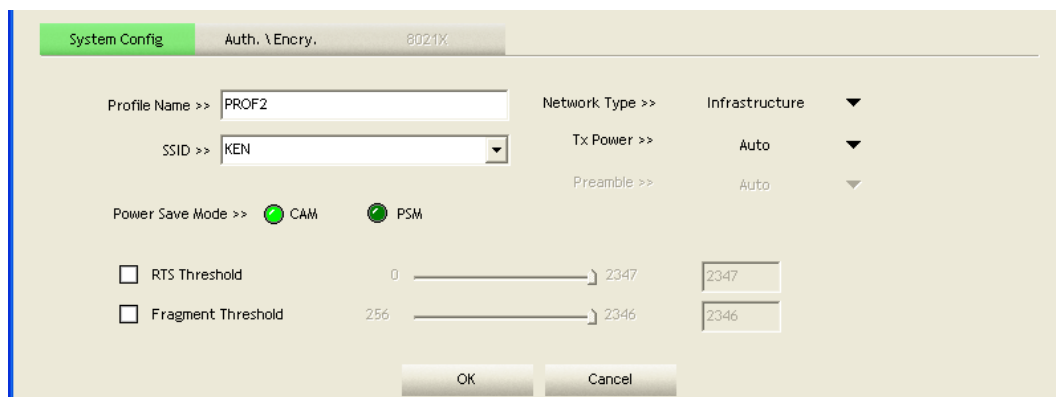 System Config Auth. \ Encry. 8021X
Profile Name >> PROF2 Network Type >> Infrastructure
SSID >> KEN Tx Power >> Auto
Preamble >> Auto
Power Save Mode >> CAM PSM
RTS Threshold 0 2347 2347
Fragment Threshold 256 2346 2346
OK Cancel